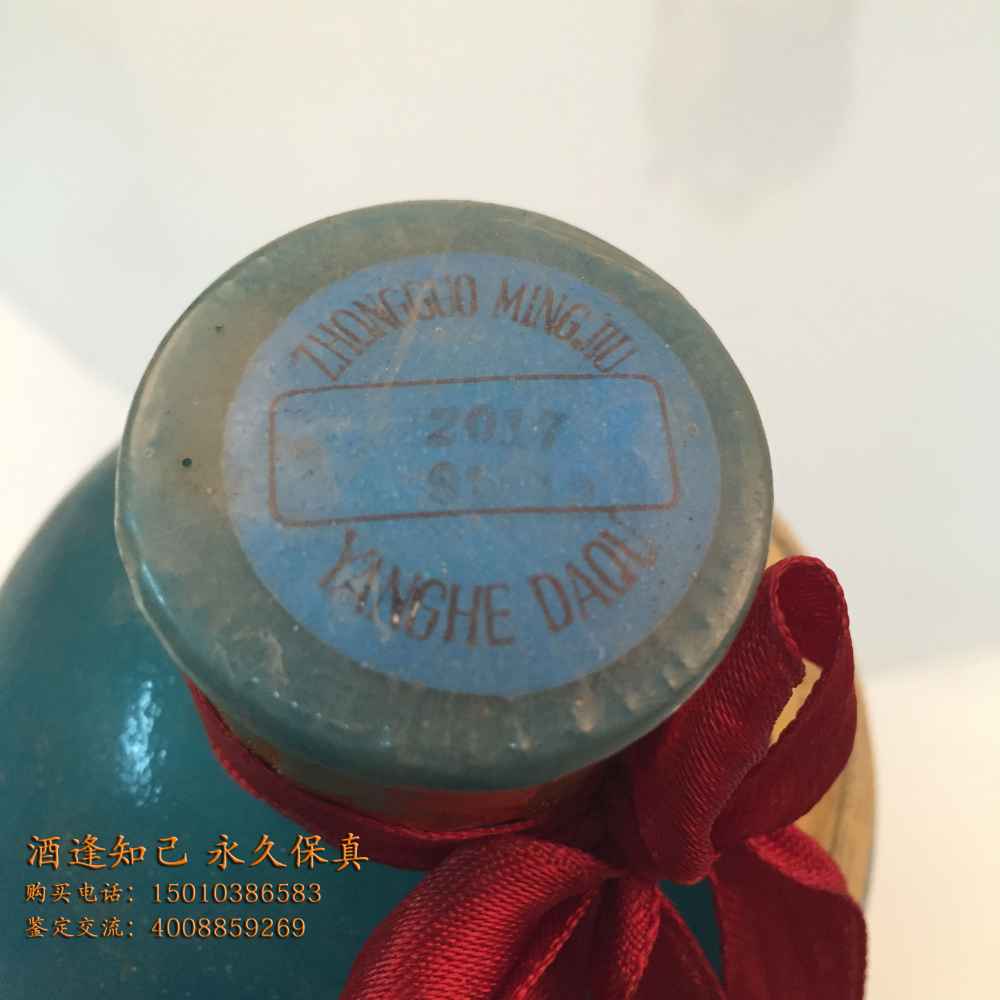 ZHONGGUO MINGJIU
2017
YANGHE DAQU
酒逢知己 永久保真
购买电话：15010386583
鉴定交流：4008859269